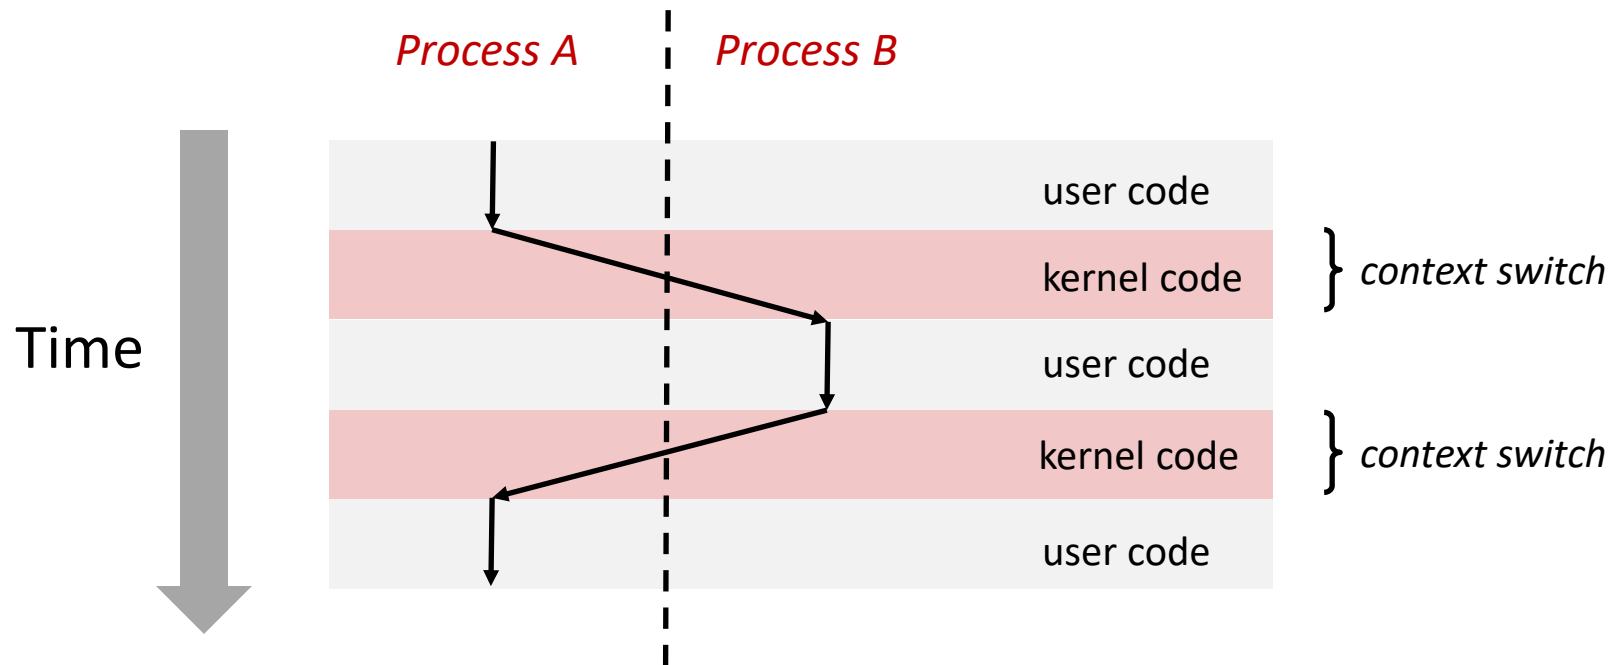 Process A
Process B
user code
kernel code
context switch
Time
user code
kernel code
context switch
user code